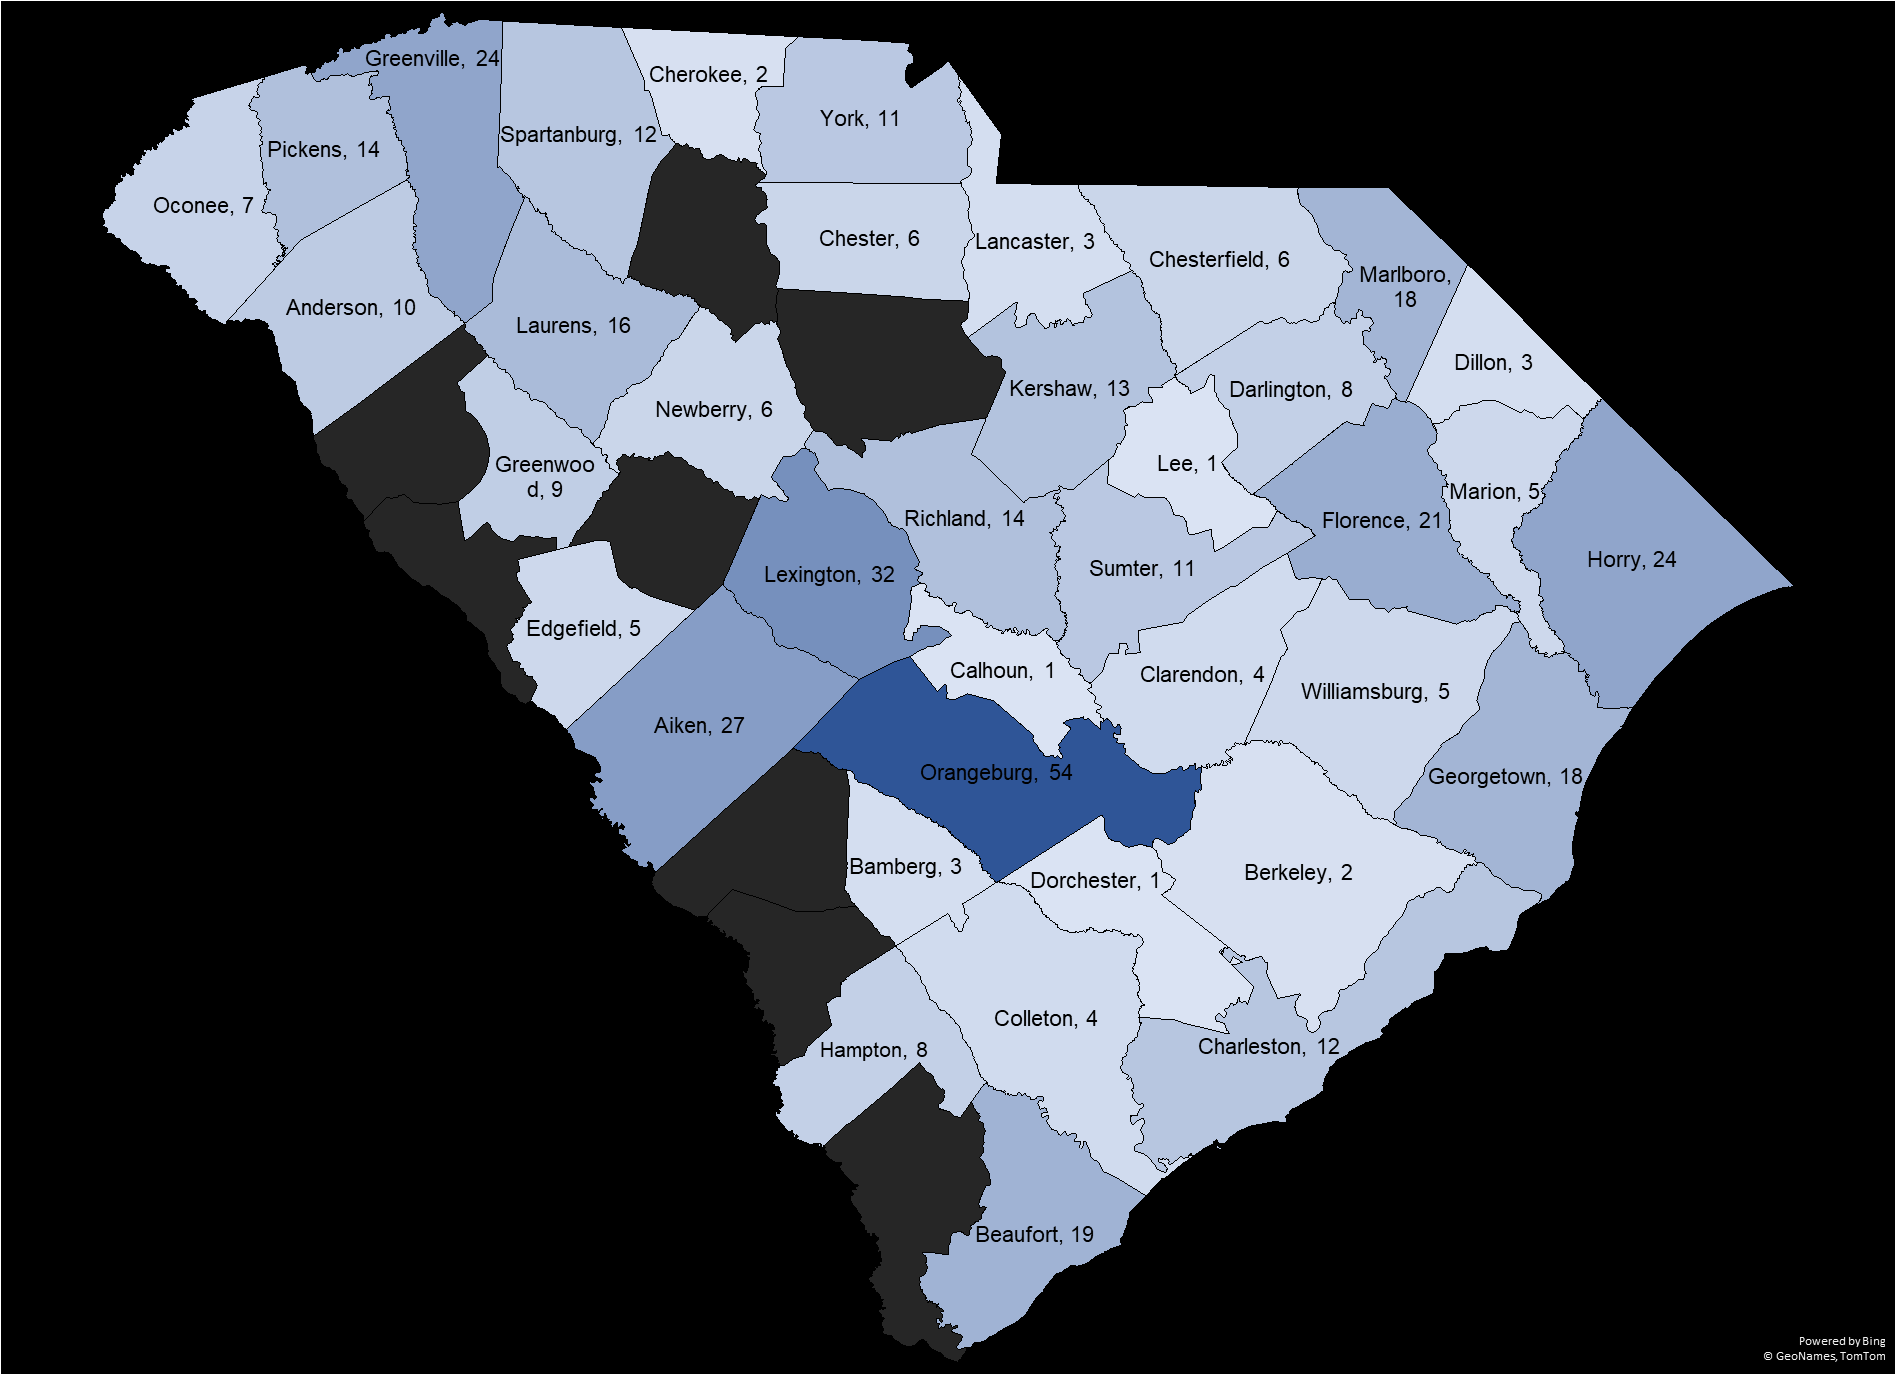 Greenville, 24
Cherokee, 2
York, 11
Spartanburg, 12
Pickens, 14
Oconee, 7
Chester, 6
Lancaster, 3
Chesterfield, 6
Marlboro,
18
Anderson, 10
Laurens, 16
Dillon, 3
Kershaw, 13
Darlington, 8
Newberry, 6
Greenwoo
d, 9
Lee, 1
Marion, 5
Richland, 14
Florence, 21
Horry, 24
Lexington, 32
Sumter, 11
Edgefield, 5
Calhoun, 1
Clarendon, 4
Williamsburg, 5
Aiken, 27
Orangeburg, 54
Georgetown, 18
Bamberg, 3
Dorchester, 1
Berkeley, 2
Colleton, 4
Hampton, 8
Charleston, 12
Beaufort, 19
Powered by Bing
© GeoNames, TomTom